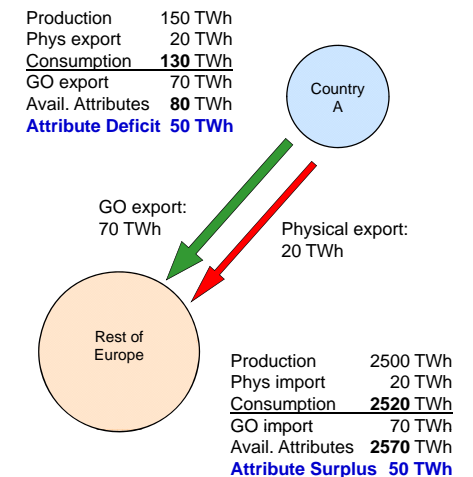 Production 150 TWh
Phys export 20 TWh
Consumption 130 TWh
GO export 70 TWh
Avail. Attributes 80 TWh
Attribute Deficit 50 TWh
Country
A
GO export:
70 TWh
Physical export:
20 TWh
Rest of
Europe
Production 2500 TWh
Phys import 20 TWh
Consumption 2520 TWh
GO import 70 TWh
Avail. Attributes 2570 TWh
Attribute Surplus 50 TWh